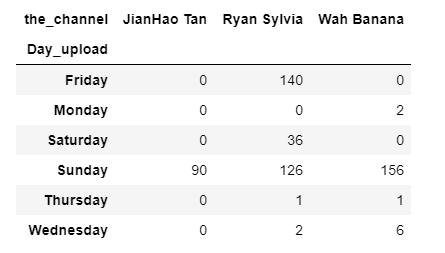 the_channel JianHao Tan Ryan Sylvia Wah Banana
Day_upload
Friday 0 140 0
Monday 0 0 2
Saturday 0 36 0
Sunday 90 126 156
Thursday 0 1 1
Wednesday 0 2 6